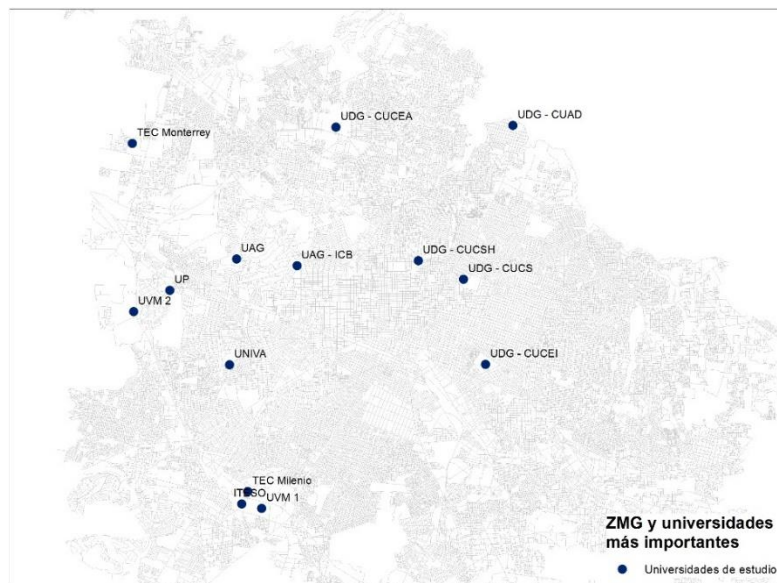 UDG - CUCEA
UDG - CUAD
TEC Monterrey
UAG
UAG - ICB
UDG - CUCSH
UDG - CUCS
UP
UVM 2
UNIVA
UDG - CUCEI
TEC Milenio
ITESO
UVM 1
ZMG y universidades
más importantes
Universidades de estudio